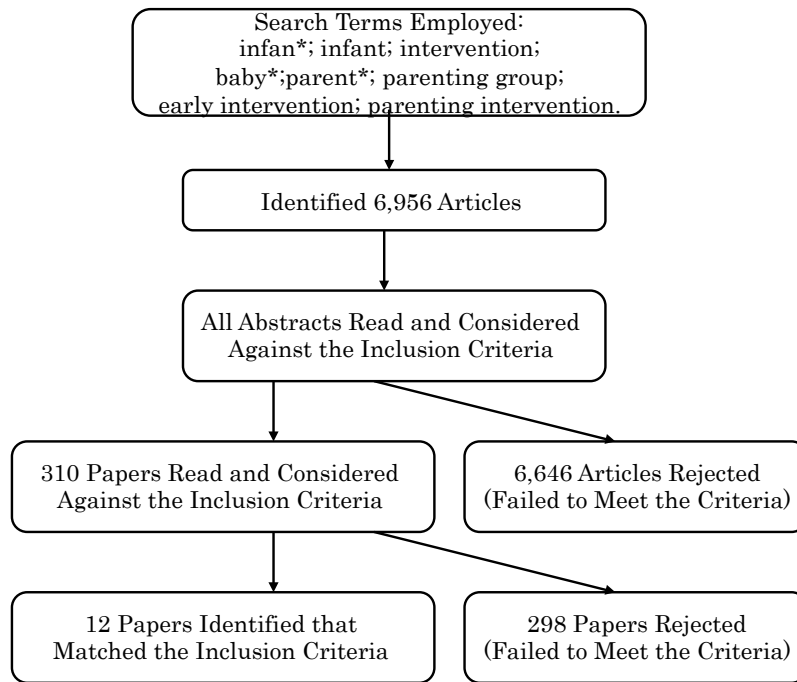 Search Terms Employed:
infan*; infant; intervention;
baby*;parent*; parenting group;
early intervention; parenting intervention.
Identified 6,956 Articles
All Abstracts Read and Considered
Against the Inclusion Criteria
310 Papers Read and Considered
Against the Inclusion Criteria
6,646 Articles Rejected
(Failed to Meet the Criteria)
12 Papers Identified that
Matched the Inclusion Criteria
298 Papers Rejected
(Failed to Meet the Criteria)